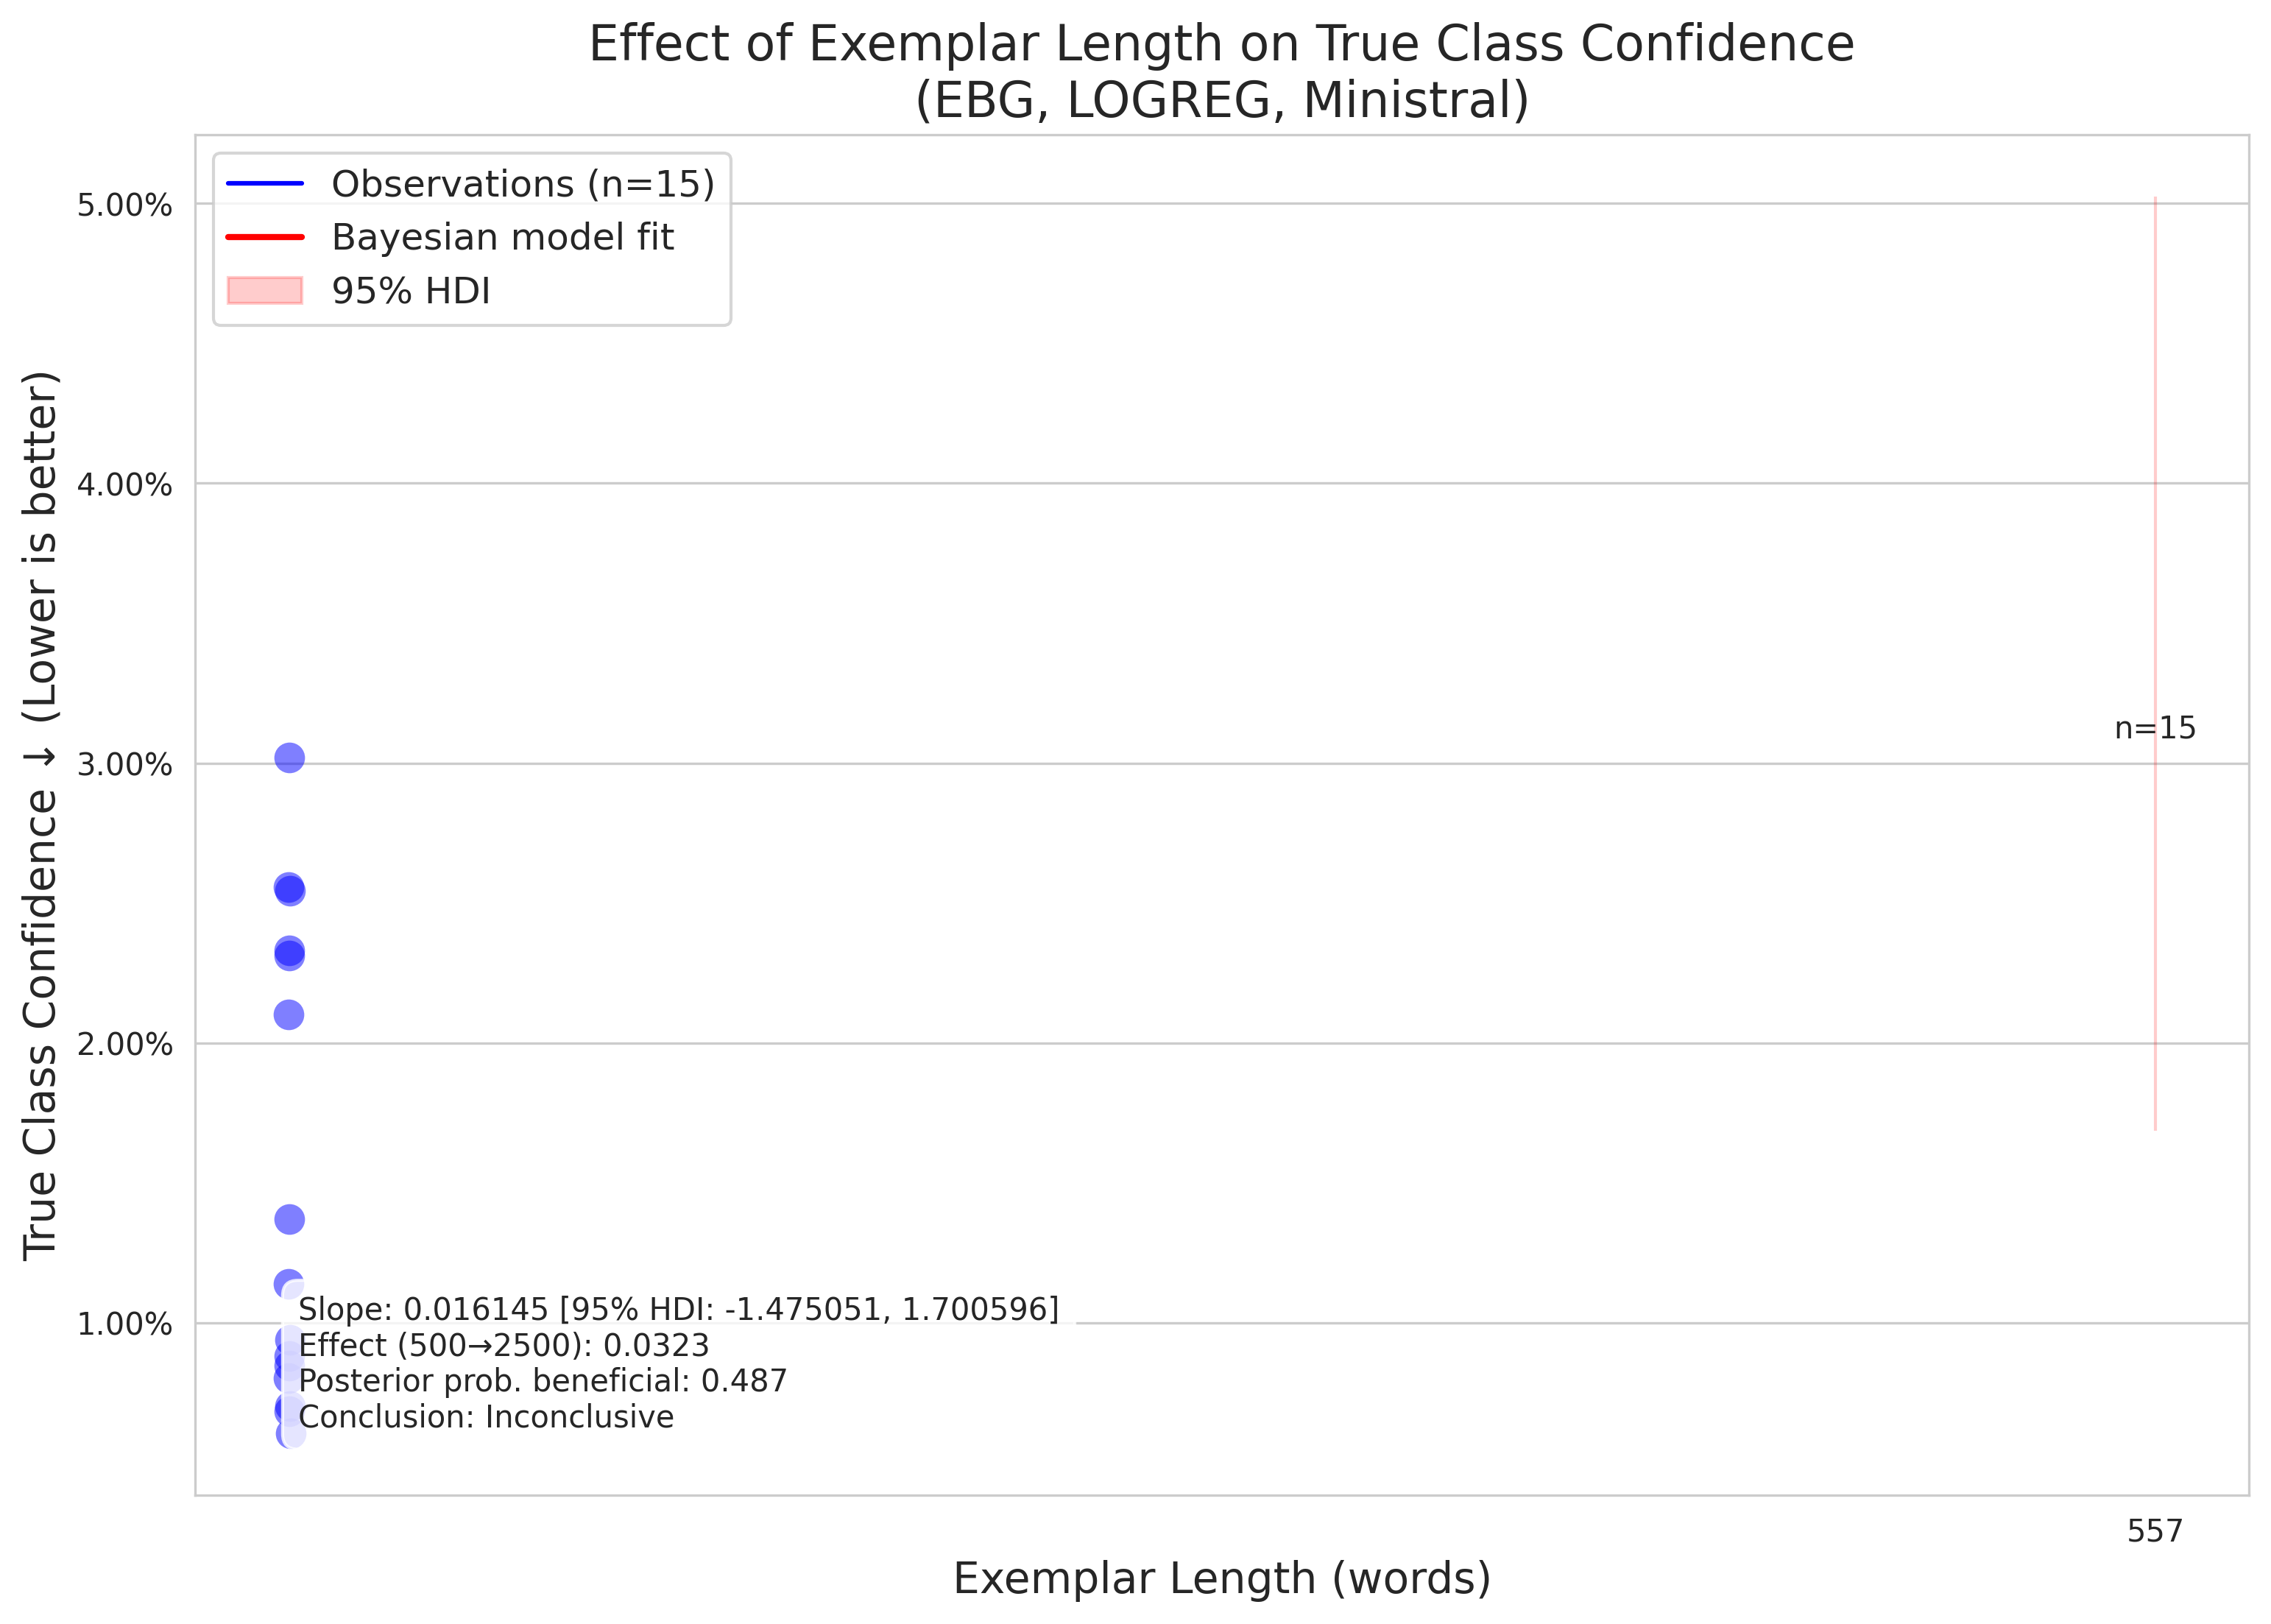 Effect of Exemplar Length on True Class Confidence
(EBG, LOGREG, Ministral)
True Class Confidence ↓ (Lower is better)
5.00%
4.00%
3.00%
2.00%
1.00%
Observations (n=15)
Bayesian model fit
95% HDI
n=15
Slope: 0.016145 [95% HDI: -1.475051, 1.700596]
Effect (500→2500): 0.0323
Posterior prob. beneficial: 0.487
Conclusion: Inconclusive
557
Exemplar Length (words)